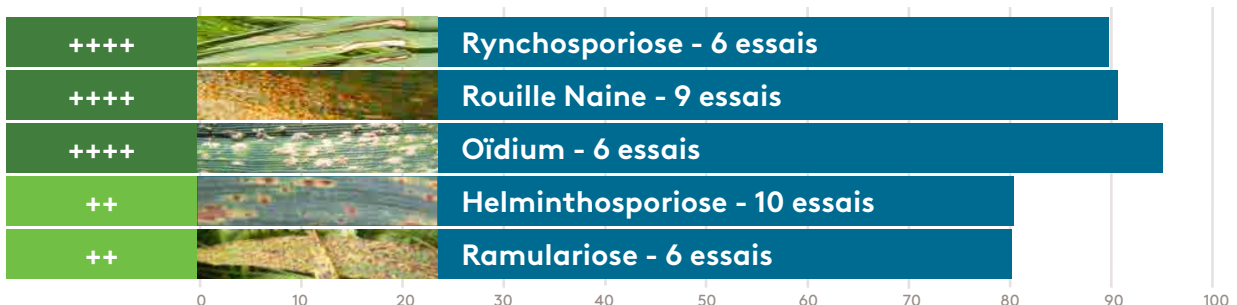 ++++ Rynchosporiose - 6 essais
++++ Rouille Naine - 9 essais
++++ Oïdium - 6 essais
++ Helminthosporiose - 10 essais
++ Ramulariose - 6 essais
0 10 20 30 40 50 60 70 80 90 100